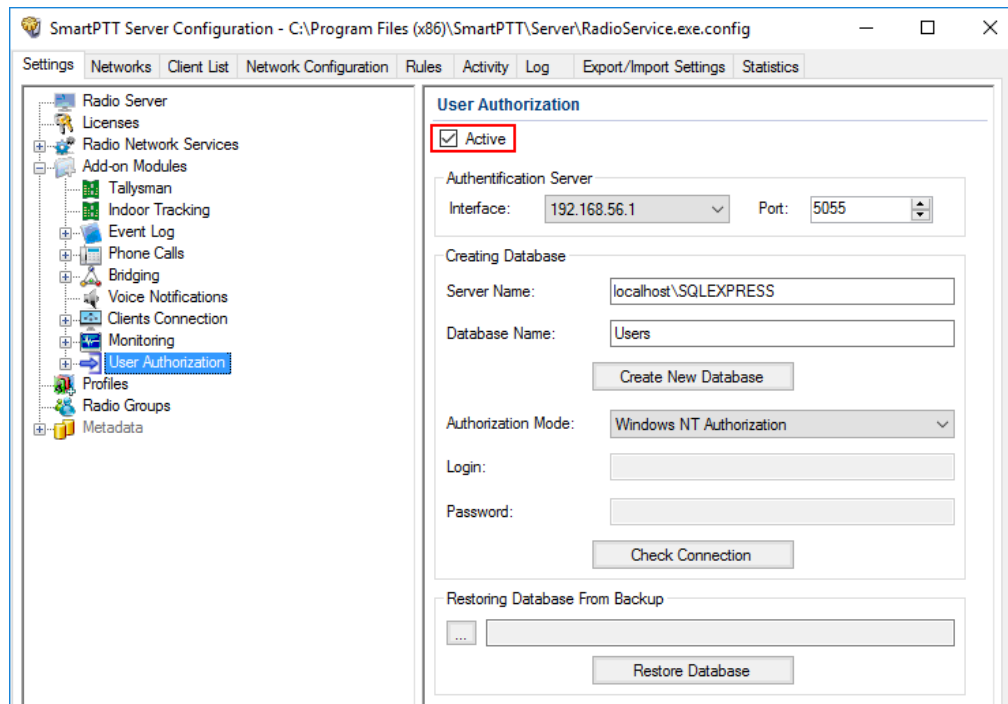 SmartPTT Server Configuration - C:\Program Files (x86)\SmartPTT\Server\RadioService.exe.config
Settings Networks Client List Network Configuration Rules Activity Log Export/Import Settings Statistics
Radio Server
Licenses
Radio Network Services
Add-on Modules
Tallysman
Indoor Tracking
Event Log
Phone Calls
Bridging
Voice Notifications
Clients Connection
Monitoring
User Authorization
Profiles
Radio Groups
Metadata
User Authorization
Active
Authentification Server
Interface: 192.168.56.1 Port: 5055
Creating Database
Server Name: localhost\SQLEXPRESS
Database Name: Users
Create New Database
Authorization Mode: Windows NT Authorization
Login:
Password:
Check Connection
Restoring Database From Backup
...
Restore Database